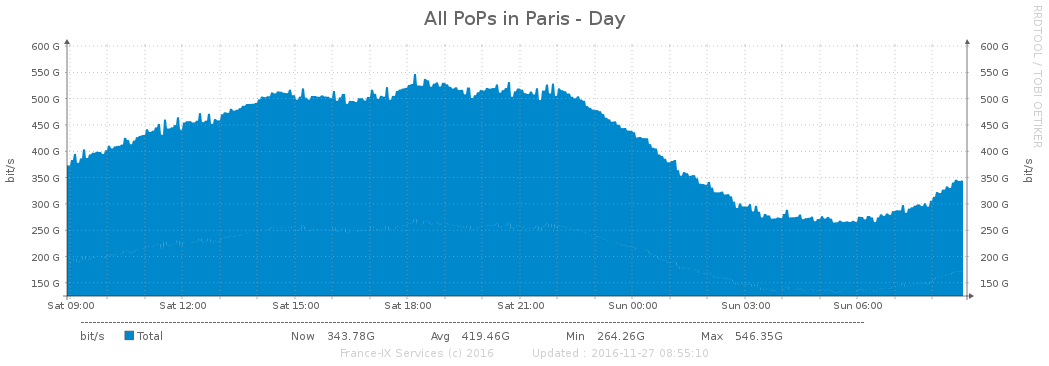 All PoPs in Paris - Day
RRDTOOL / TOBI OETIKER
600 G 600 G
550 G 550 G
500 G 500 G
450 G 450 G
400 G 400 G
350 G 350 G
300 G 300 G
250 G 250 G
200 G 200 G
150 G 150 G
bit/s bit/s
Sat 09:00 Sat 12:00 Sat 15:00 Sat 18:00 Sat 21:00 Sun 00:00 Sun 03:00 Sun 06:00
bit/s Total Now 343.78G Avg 419.46G Min 264.26G Max 546.35G
France-IX Services (c) 2016 Updated : 2016-11-27 08:55:10